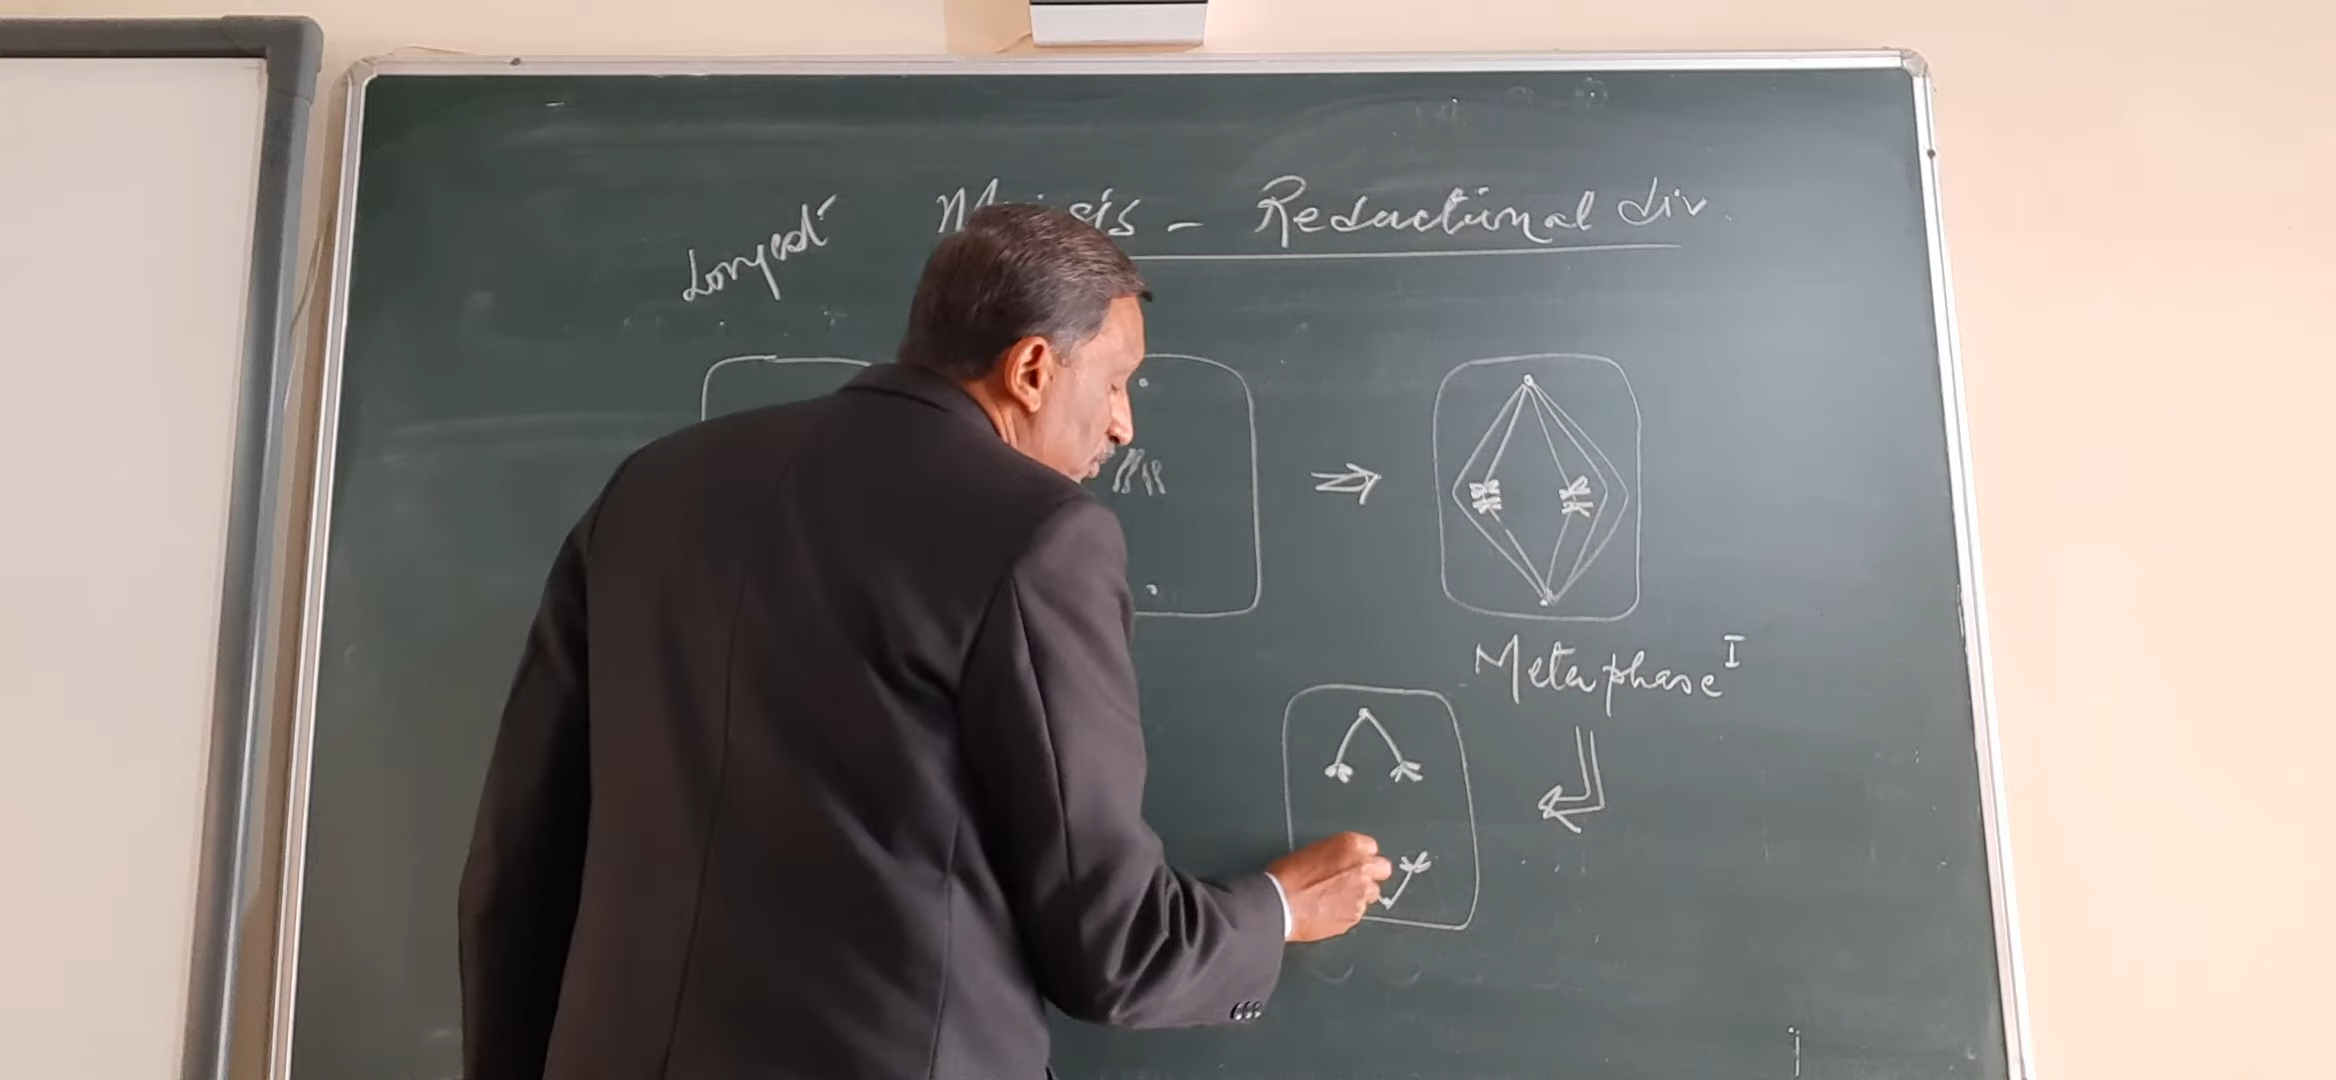 Meiosis - Reductional div.
Longest
Metaphase I